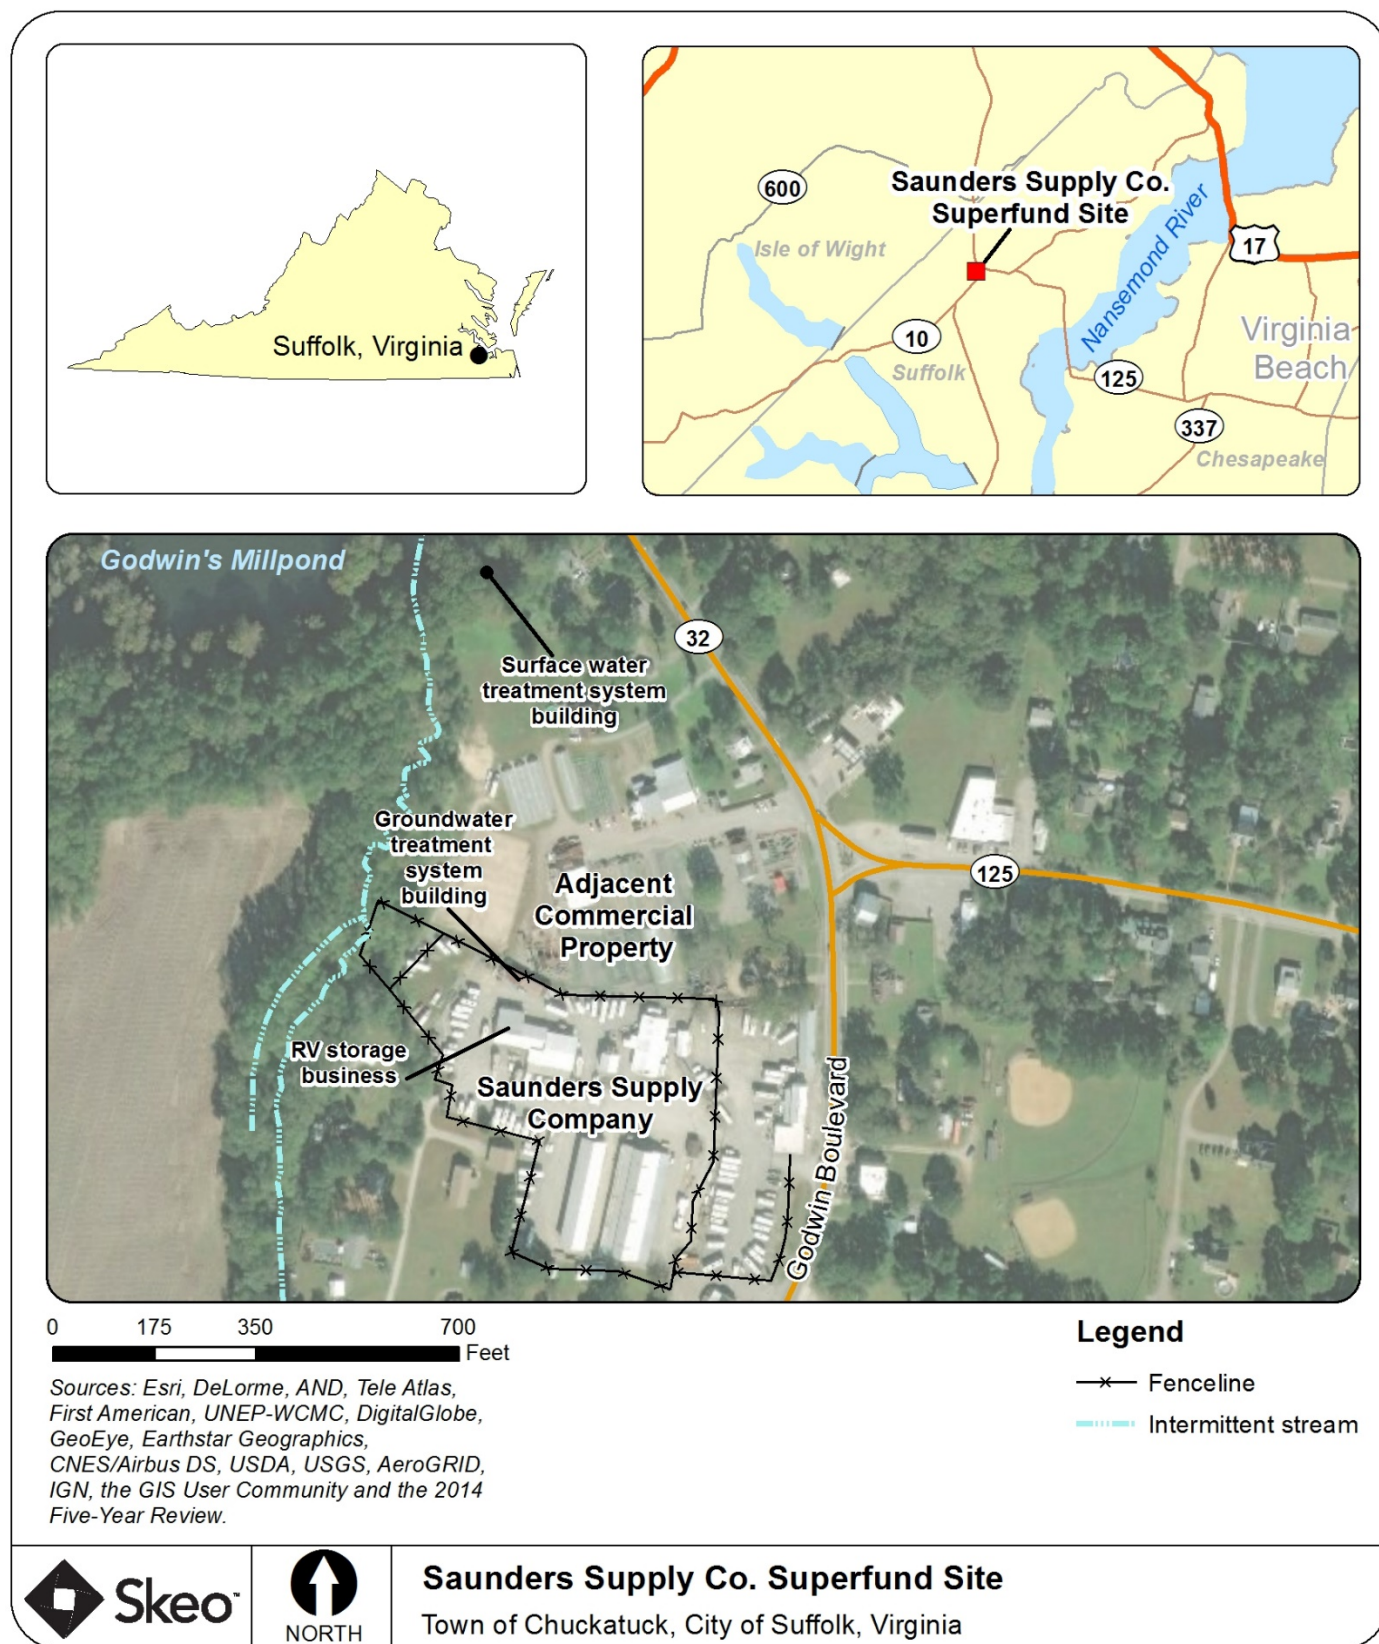 Suffolk, Virginia
600
Saunders Supply Co.
Superfund Site
Isle of Wight
Nansemond River
17
10
Suffolk
Virginia
Beach
125
337
Chesapeake
Godwin's Millpond
32
Surface water
treatment system
building
Groundwater
treatment
system
building
Adjacent
Commercial
Property
125
RV storage
business
Saunders Supply
Company
Godwin Boulevard
0 175 350 700
Feet
Legend
Fenceline
Intermittent stream
Sources: Esri, DeLorme, AND, Tele Atlas,
First American, UNEP-WCMC, DigitalGlobe,
GeoEye, Earthstar Geographics,
CNES/Airbus DS, USDA, USGS, AeroGRID,
IGN, the GIS User Community and the 2014
Five-Year Review.
Skeo™
NORTH
Saunders Supply Co. Superfund Site
Town of Chuckatuck, City of Suffolk, Virginia